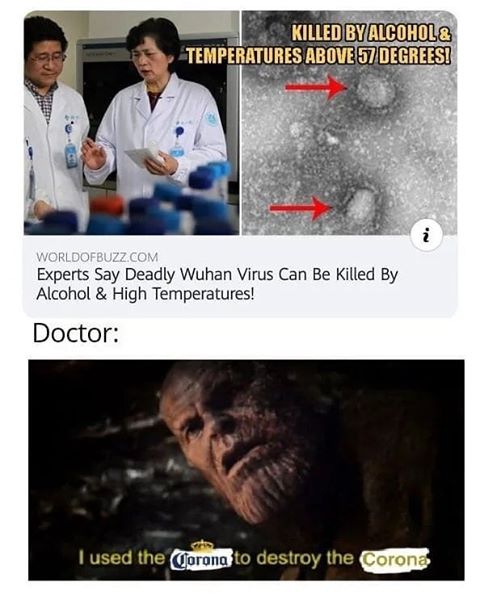 KILLED BY ALCOHOL &
TEMPERATURES ABOVE 57 DEGREES!
i
WORLDOFBUZZ.COM
Experts Say Deadly Wuhan Virus Can Be Killed By
Alcohol & High Temperatures!
Doctor:
I used the Corona to destroy the Corona